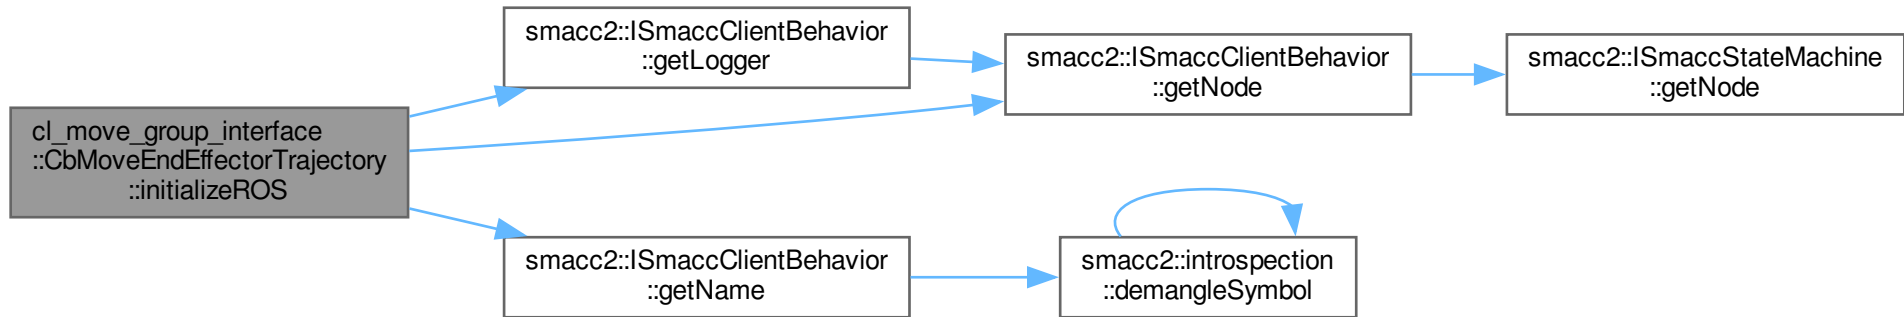 cl_move_group_interface
::CbMoveEndEffectorTrajectory
::initializeROS
smacc2::ISmaccClientBehavior
::getLogger
smacc2::ISmaccClientBehavior
::getNode
smacc2::ISmaccStateMachine
::getNode
smacc2::ISmaccClientBehavior
::getName
smacc2::introspection
::demangleSymbol